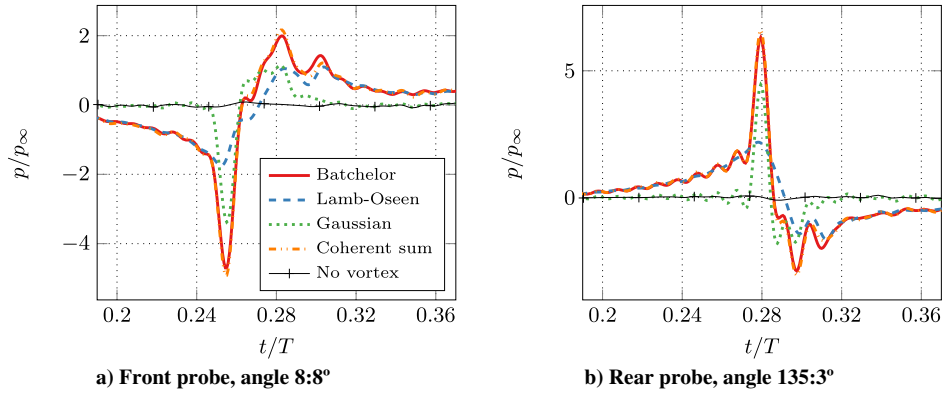 2
0
−2
−4
p/p∞
0.2 0.24 0.28 0.32 0.36
t/T
Batchelor
Lamb-Oseen
Gaussian
Coherent sum
No vortex
a) Front probe, angle 8:8º
5
0
p/p∞
0.2 0.24 0.28 0.32 0.36
t/T
b) Rear probe, angle 135:3º